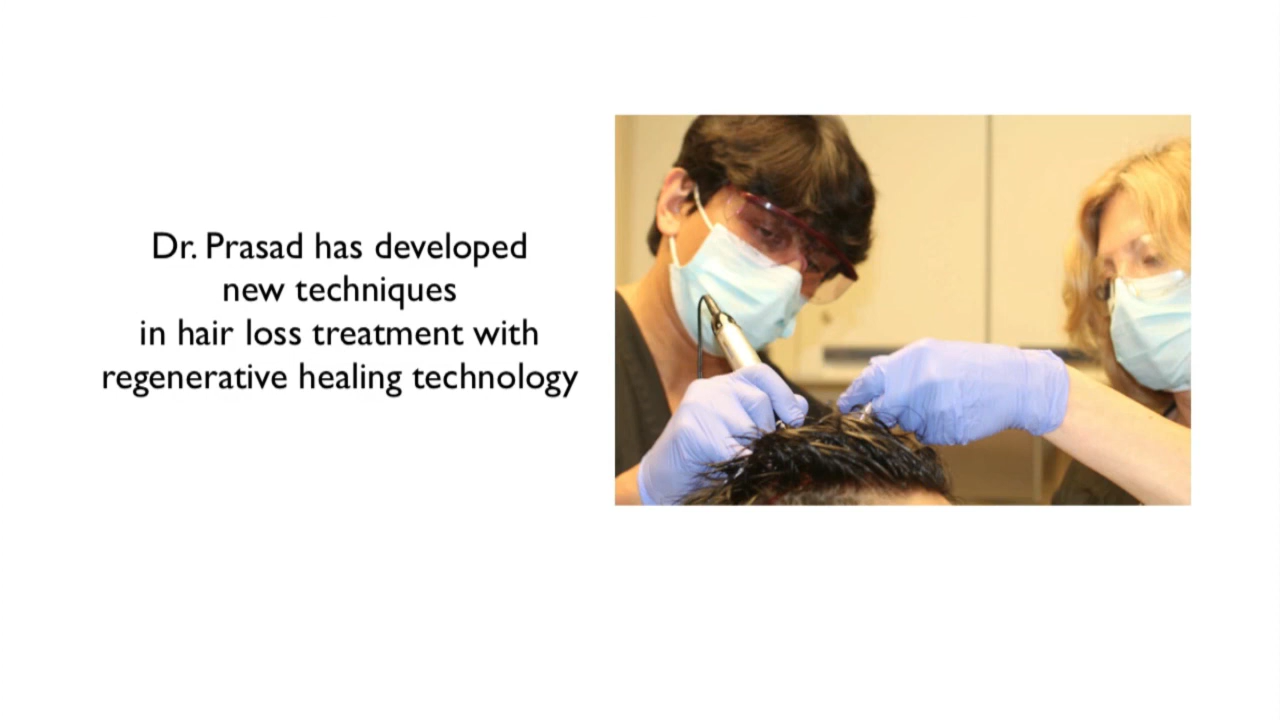 Dr. Prasad has developed
new techniques
in hair loss treatment with
regenerative healing technology